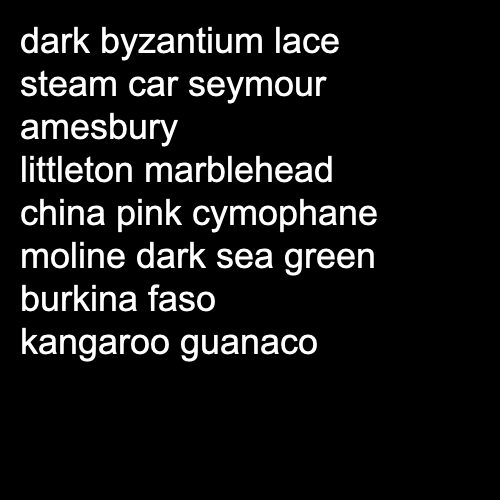 dark byzantium lace
steam car seymour
amesbury
littleton marblehead
china pink cymophane
moline dark sea green
burkina faso
kangaroo guanaco